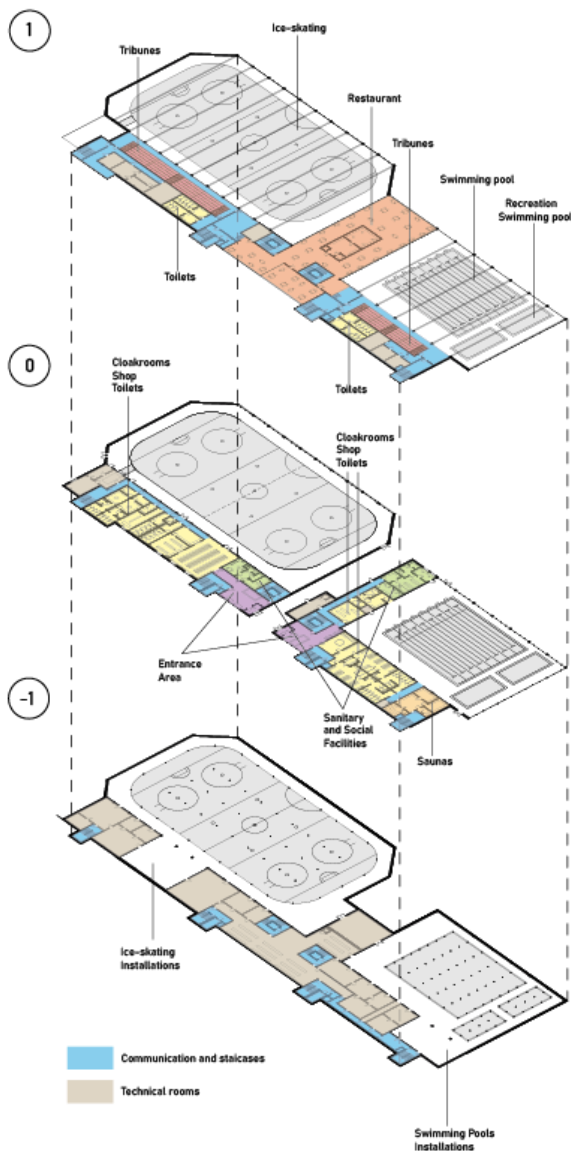 1
Ice-skating
Tribunes
Restaurant
Tribunes
Swimming pool
Recreation
Swimming pool
Toilets
Toilets
0
Cloakrooms
Shop
Toilets
Cloakrooms
Shop
Toilets
Entrance
Area
Sanitary
and Social
Facilities
Saunas
-1
Ice-skating
Installations
Communication and staicases
Technical rooms
Swimming Pools
Installations